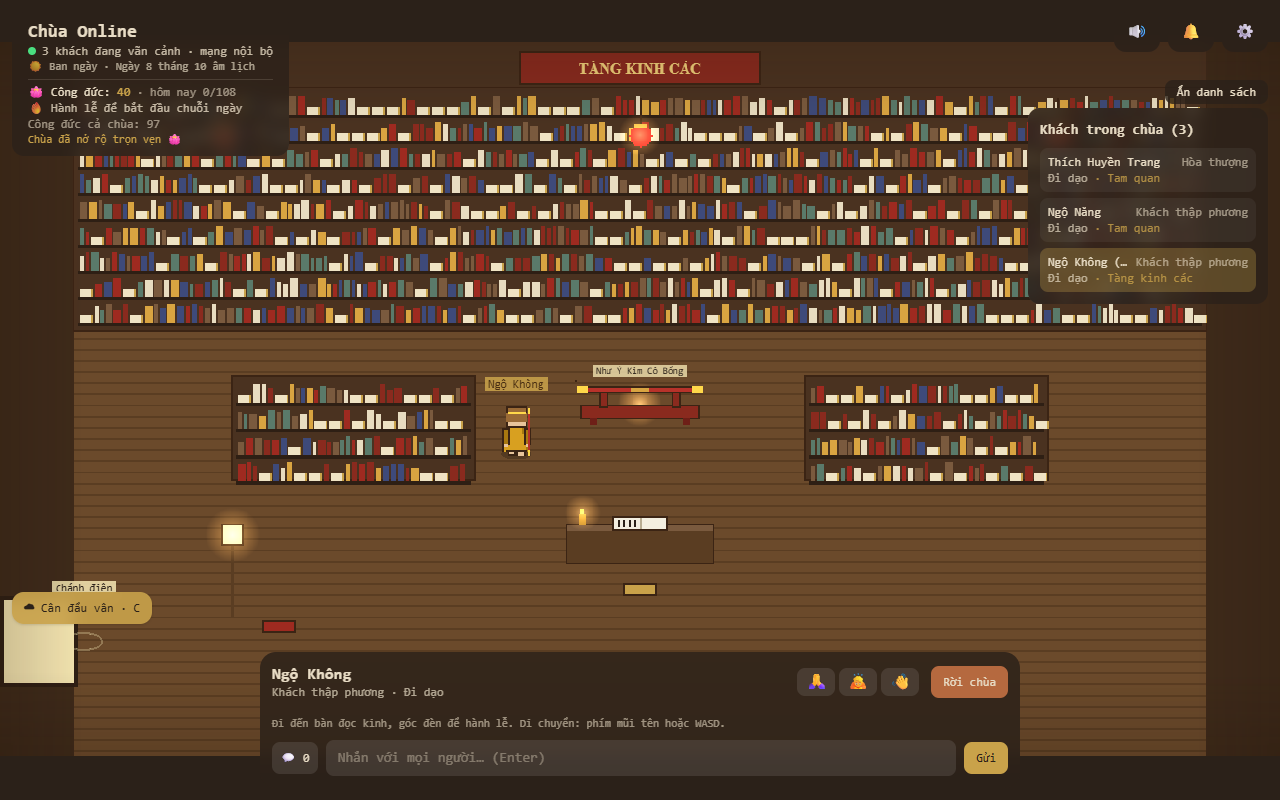 Chùa Online
3 khách đang vãn cảnh · mạng nội bộ
Ban ngày · Ngày 8 tháng 10 âm lịch
Công đức: 40 · hôm nay 0/108
Hành lễ để bắt đầu chuỗi ngày
Công đức cả chùa: 97
Chùa đã nở rộ trọn vẹn
TÀNG KINH CÁC
Ẩn danh sách
Khách trong chùa (3)
Thích Huyền Trang Hòa thượng
Đi dạo · Tam quan
Ngộ Năng Khách thập phương
Đi dạo · Tam quan
Ngộ Không (… Khách thập phương
Đi dạo · Tàng kinh các
Như Ý Kim Cô Bổng
Ngộ Không
Chánh điện
Cân đẩu vân · C
Ngộ Không
Khách thập phương · Đi dạo
Rời chùa
Đi đến bàn đọc kinh, góc đèn để hành lễ. Di chuyển: phím mũi tên hoặc WASD.
0
Nhắn với mọi người… (Enter)
Gửi